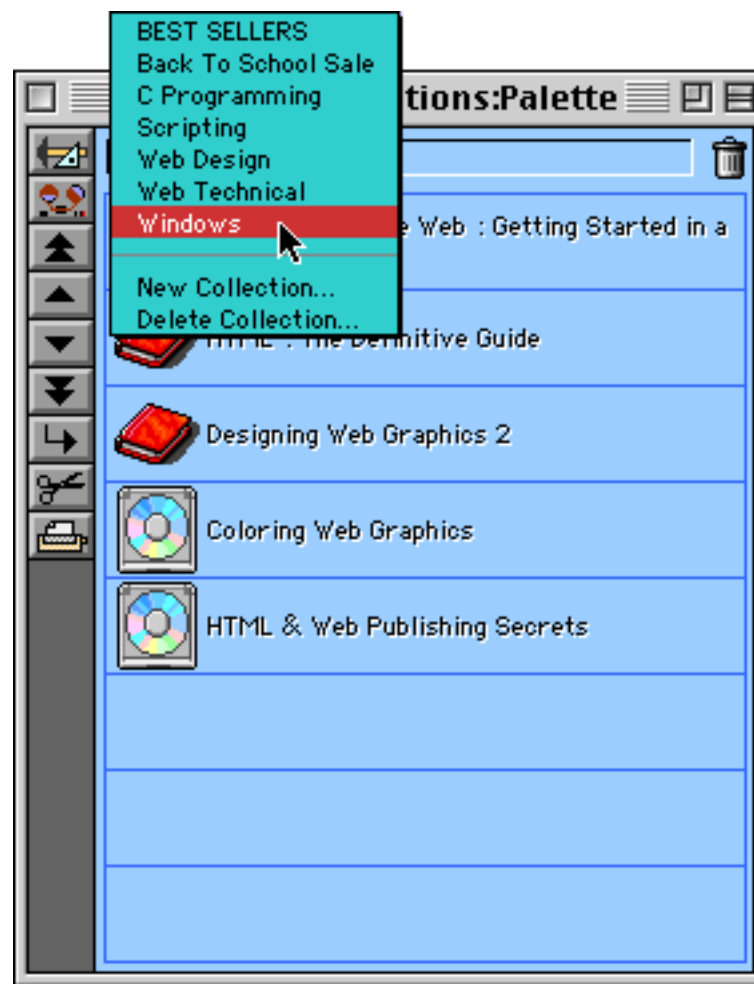 BEST SELLERS
Back To School Sale
C Programming
Scripting
Web Design
Web Technical
Windows
New Collection...
Delete Collection...
tions:Palette
Web : Getting Started in a
HTML : The Definitive Guide
Designing Web Graphics 2
Coloring Web Graphics
HTML & Web Publishing Secrets